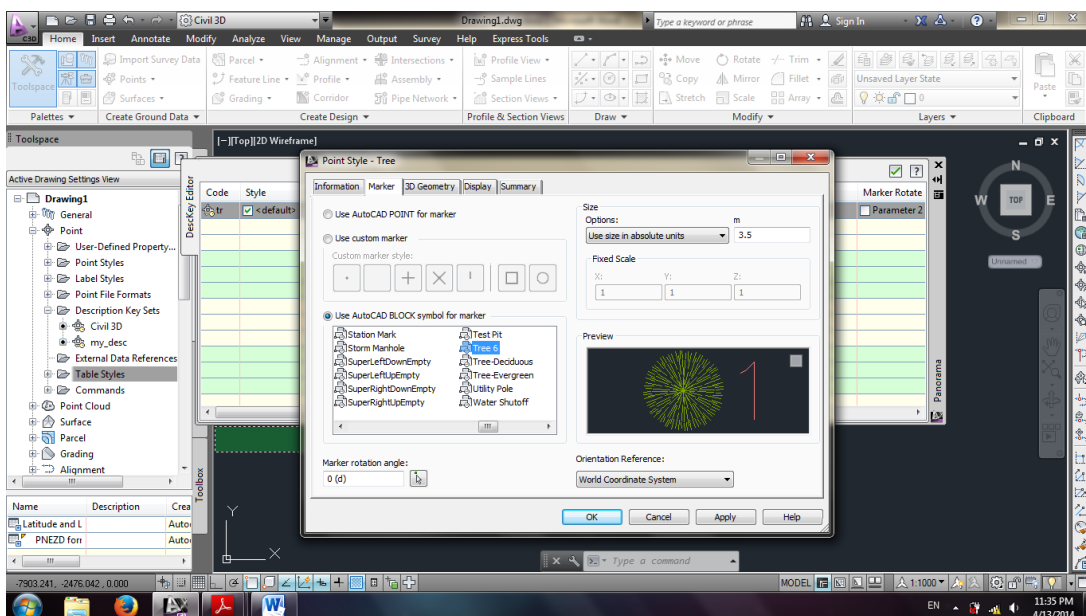 Civil 3D Drawing1.dwg Type a keyword or phrase Sign In
C3D Home Insert Annotate Modify Analyze View Manage Output Survey Help Express Tools
Toolspace Import Survey Data Parcel Alignment Intersections Profile View Move Rotate Trim Unsaved Layer State Paste
Points Feature Line Profile Assembly Sample Lines Copy Mirror Fillet
Surfaces Grading Corridor Pipe Network Section Views Stretch Scale Array 0
Palettes Create Ground Data Create Design Profile & Section Views Draw Modify Layers Clipboard
Toolspace
[-][Top][2D Wireframe]
Active Drawing Settings View
Drawing1
General
Point
User-Defined Property...
Point Styles
Label Styles
Point File Formats
Description Key Sets
Civil 3D
my_desc
External Data References
Table Styles
Commands
Point Cloud
Surface
Parcel
Grading
Alignment
Name Description Crea
Latitude and L Auto
PNEZD forr Auto
Toolbox
DescKey Editor
Code Style Marker Rotate
tr <default> Parameter 2
Panorama
Point Style - Tree
Information Marker 3D Geometry Display Summary
Use AutoCAD POINT for marker
Use custom marker
Custom marker style:
Use AutoCAD BLOCK symbol for marker
Station Mark
Storm Manhole
SuperLeftDownEmpty
SuperLeftUpEmpty
SuperRightDownEmpty
SuperRightUpEmpty
Test Pit
Tree 6
Tree-Deciduous
Tree-Evergreen
Utility Pole
Water Shutoff
Marker rotation angle:
0 (d)
Size
Options: m
Use size in absolute units 3.5
Fixed Scale
X: Y: Z:
1 1 1
Preview
1
Orientation Reference:
World Coordinate System
OK Cancel Apply Help
N
W TOP E
S
Unnamed
Y
X
Type a command
-7903.241, -2476.042, 0.000 MODEL 1:1000
EN 11:35 PM
4/13/2014